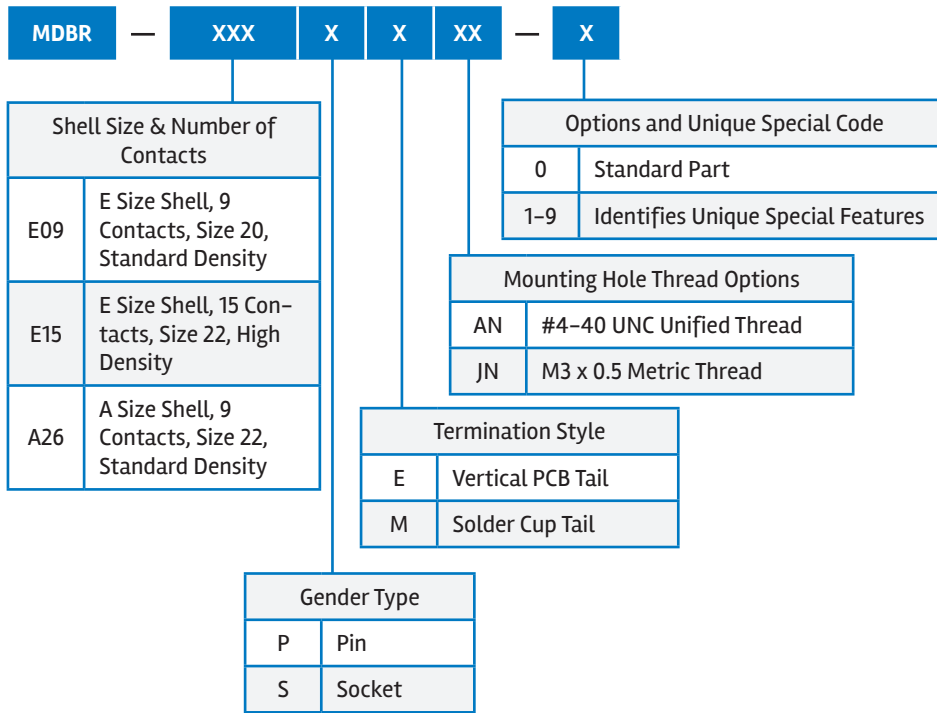 MDBR — XXX X X XX — X
Shell Size & Number of
Contacts
E09
E Size Shell, 9
Contacts, Size 20,
Standard Density
E15
E Size Shell, 15 Con-
tacts, Size 22, High
Density
A26
A Size Shell, 9
Contacts, Size 22,
Standard Density
Options and Unique Special Code
0 Standard Part
1-9 Identifies Unique Special Features
Mounting Hole Thread Options
AN #4-40 UNC Unified Thread
JN M3 x 0.5 Metric Thread
Termination Style
E Vertical PCB Tail
M Solder Cup Tail
Gender Type
P Pin
S Socket